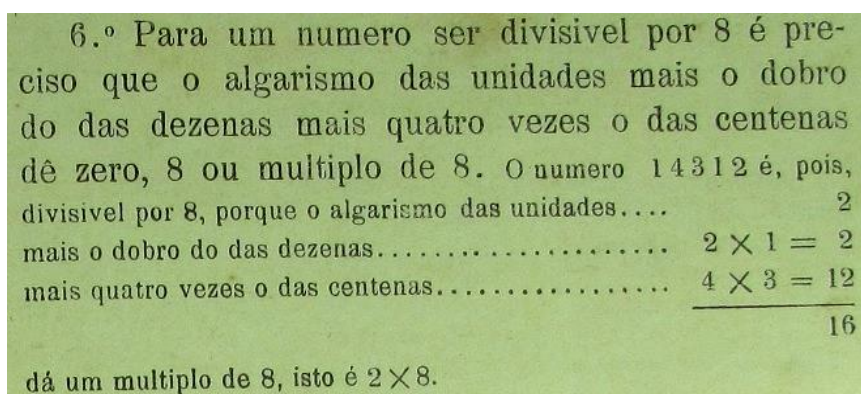 6.º Para um numero ser divisivel por 8 é pre-
ciso que o algarismo das unidades mais o dobro
do das dezenas mais quatro vezes o das centenas
dê zero, 8 ou multiplo de 8. O numero 14312 é, pois,
divisivel por 8, porque o algarismo das unidades.... 2
mais o dobro do das dezenas...................... 2 × 1 = 2
mais quatro vezes o das centenas.................. 4 × 3 = 12
16
dá um multiplo de 8, isto é 2 × 8.